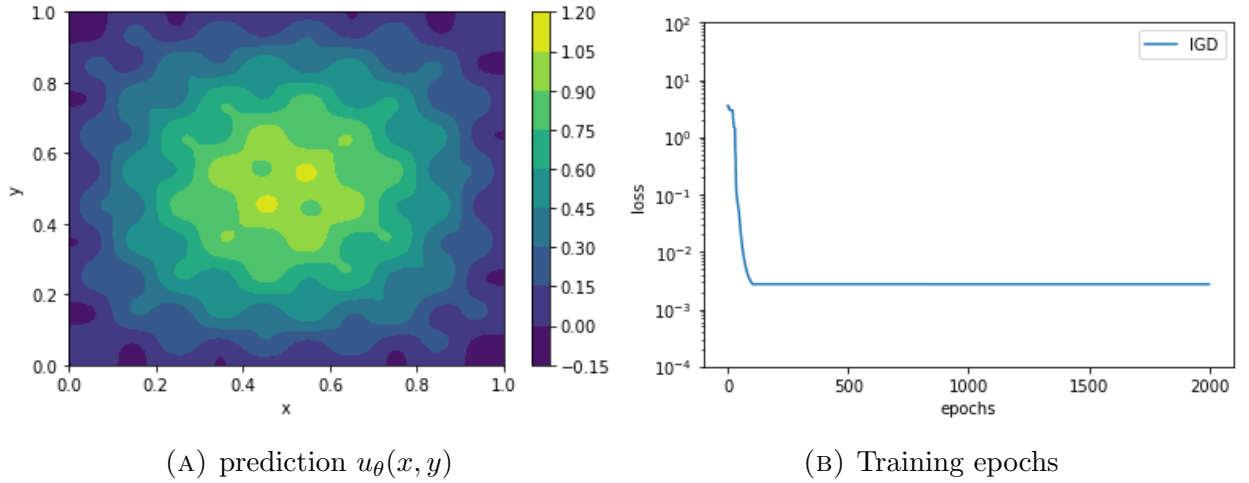 1.0
0.8
0.6
0.4
0.2
0.0
y
0.0 0.2 0.4 0.6 0.8 1.0
x
1.20
1.05
0.90
0.75
0.60
0.45
0.30
0.15
0.00
−0.15
(A) prediction uθ(x, y)
IGD
10²
10¹
10⁰
10⁻¹
10⁻²
10⁻³
10⁻⁴
loss
0 500 1000 1500 2000
epochs
(B) Training epochs